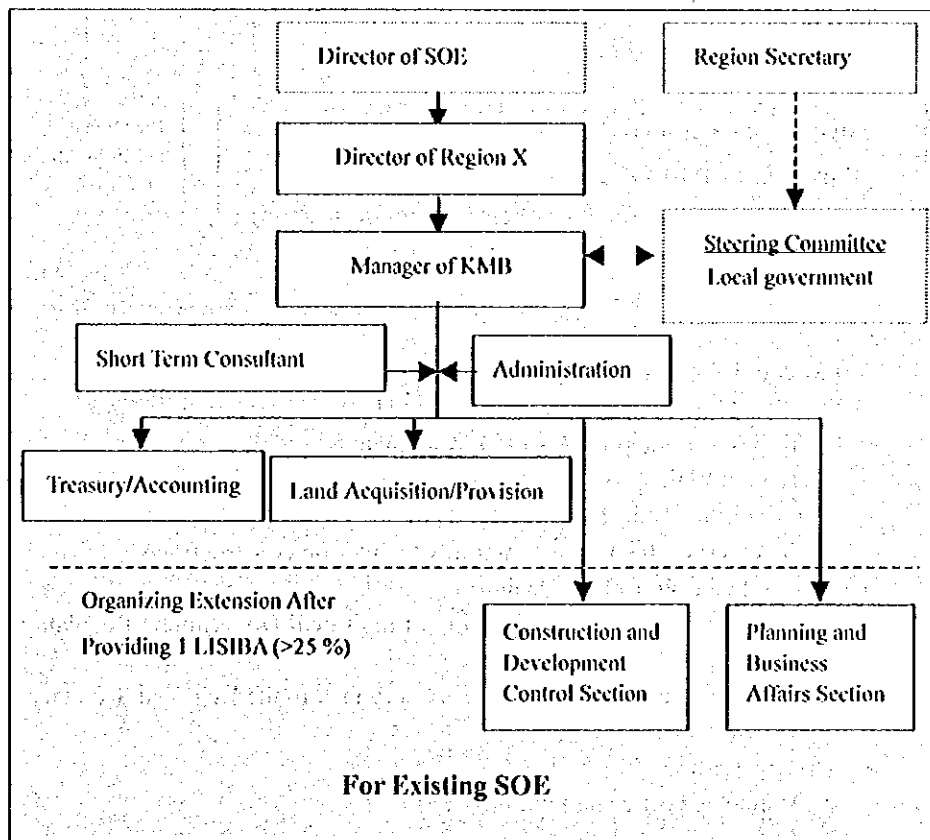 Director of SOE
Region Secretary
Director of Region X
Manager of KMB
Steering Committee
Local government
Short Term Consultant
Administration
Treasury/Accounting
Land Acquisition/Provision
Organizing Extension After
Providing 1 LISIBA (>25 %)
Construction and
Development
Control Section
Planning and
Business
Affairs Section
For Existing SOE